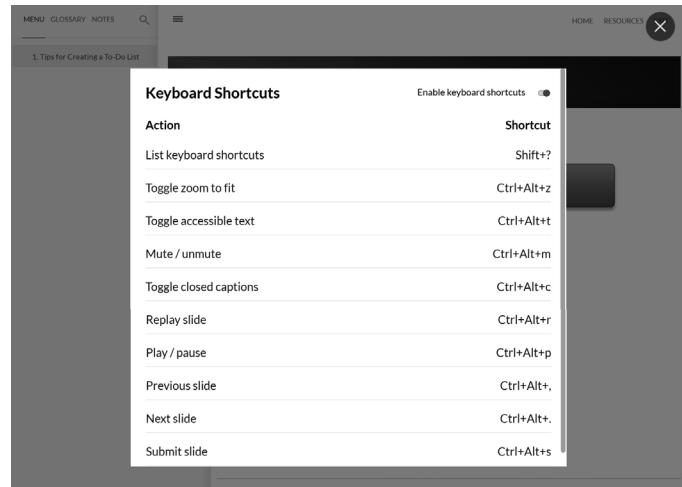 MENU GLOSSARY NOTES
HOME RESOURCES
1. Tips for Creating a To-Do List
Keyboard Shortcuts
Enable keyboard shortcuts
Action Shortcut
List keyboard shortcuts Shift+?
Toggle zoom to fit Ctrl+Alt+z
Toggle accessible text Ctrl+Alt+t
Mute / unmute Ctrl+Alt+m
Toggle closed captions Ctrl+Alt+c
Replay slide Ctrl+Alt+r
Play / pause Ctrl+Alt+p
Previous slide Ctrl+Alt+,
Next slide Ctrl+Alt+.
Submit slide Ctrl+Alt+s